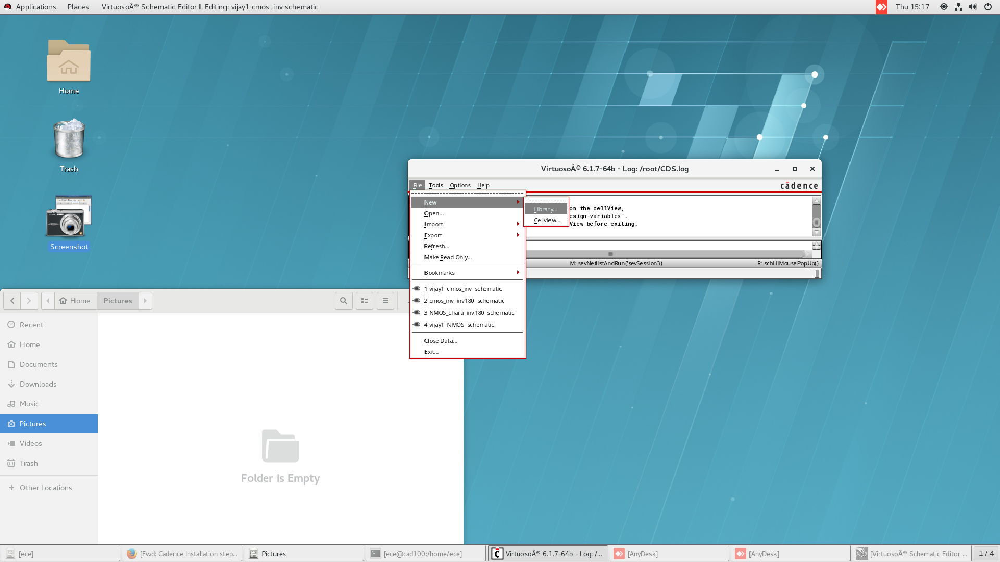 Applications Places VirtuosoÂ® Schematic Editor L Editing: vijay1 cmos_inv schematic Thu 15:17
Home
Trash
Screenshot
VirtuosoÂ® 6.1.7-64b - Log: /root/CDS.log
File Tools Options Help cādence
New
Open...
Import
Export
Refresh...
Make Read Only...
Bookmarks
1 vijay1 cmos_inv schematic
2 cmos_inv inv180 schematic
3 NMOS_chara inv180 schematic
4 vijay1 NMOS schematic
Close Data...
Exit...
Library...
Cellview...
on the cellView,
esign-variables".
View before exiting.
M: sevNetlistAndRun('sevSession3) R: schHiMousePopUp()
Home Pictures
Recent
Home
Documents
Downloads
Music
Pictures
Videos
Trash
Other Locations
Folder is Empty
[ece] [Fwd: Cadence Installation step... Pictures [ece@cad100:/home/ece] VirtuosoÂ® 6.1.7-64b - Log: /... [AnyDesk] [AnyDesk] [VirtuosoÂ® Schematic Editor ... 1 / 4